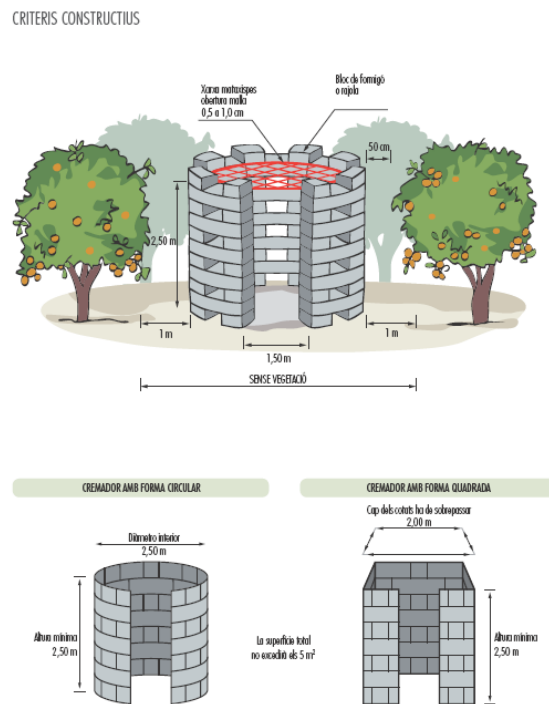 CRITERIS CONSTRUCTIUS
Xarxa mataxispes
obertura malla
0,5 a 1,0 cm
Bloc de formigó
o rajola
50 cm
2,50 m
1 m
1 m
1,50 m
SENSE VEGETACIÓ
CREMADOR AMB FORMA CIRCULAR
Diàmetro interior
2,50 m
Altura mínima
2,50 m
La superfície total
no excedirà els 5 m²
CREMADOR AMB FORMA QUADRADA
Cap dels cotats ha de sobrepassar
2,00 m
Altura mínima
2,50 m